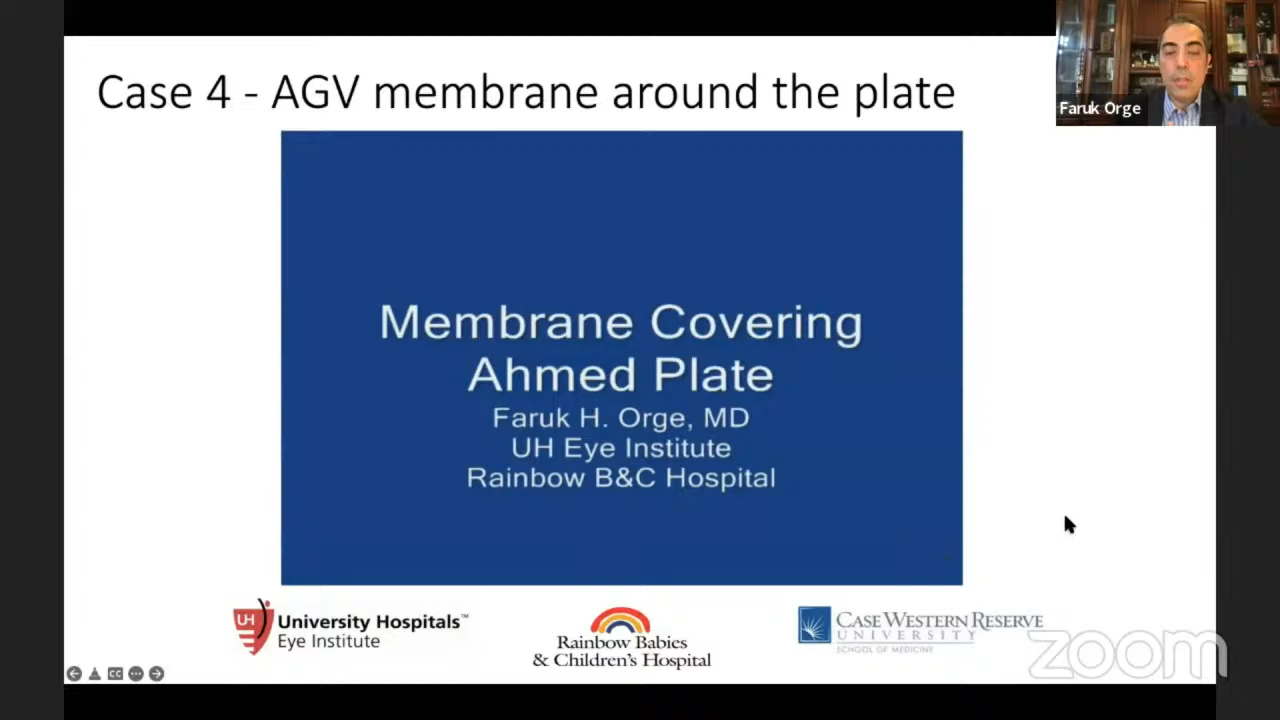 Case 4 - AGV membrane around the plate
Faruk Orge
Membrane Covering
Ahmed Plate
Faruk H. Orge, MD
UH Eye Institute
Rainbow B&C Hospital
UH
University Hospitals™
Eye Institute
Rainbow Babies
& Children's Hospital
CASE WESTERN RESERVE
UNIVERSITY
SCHOOL OF MEDICINE
CC
zoom